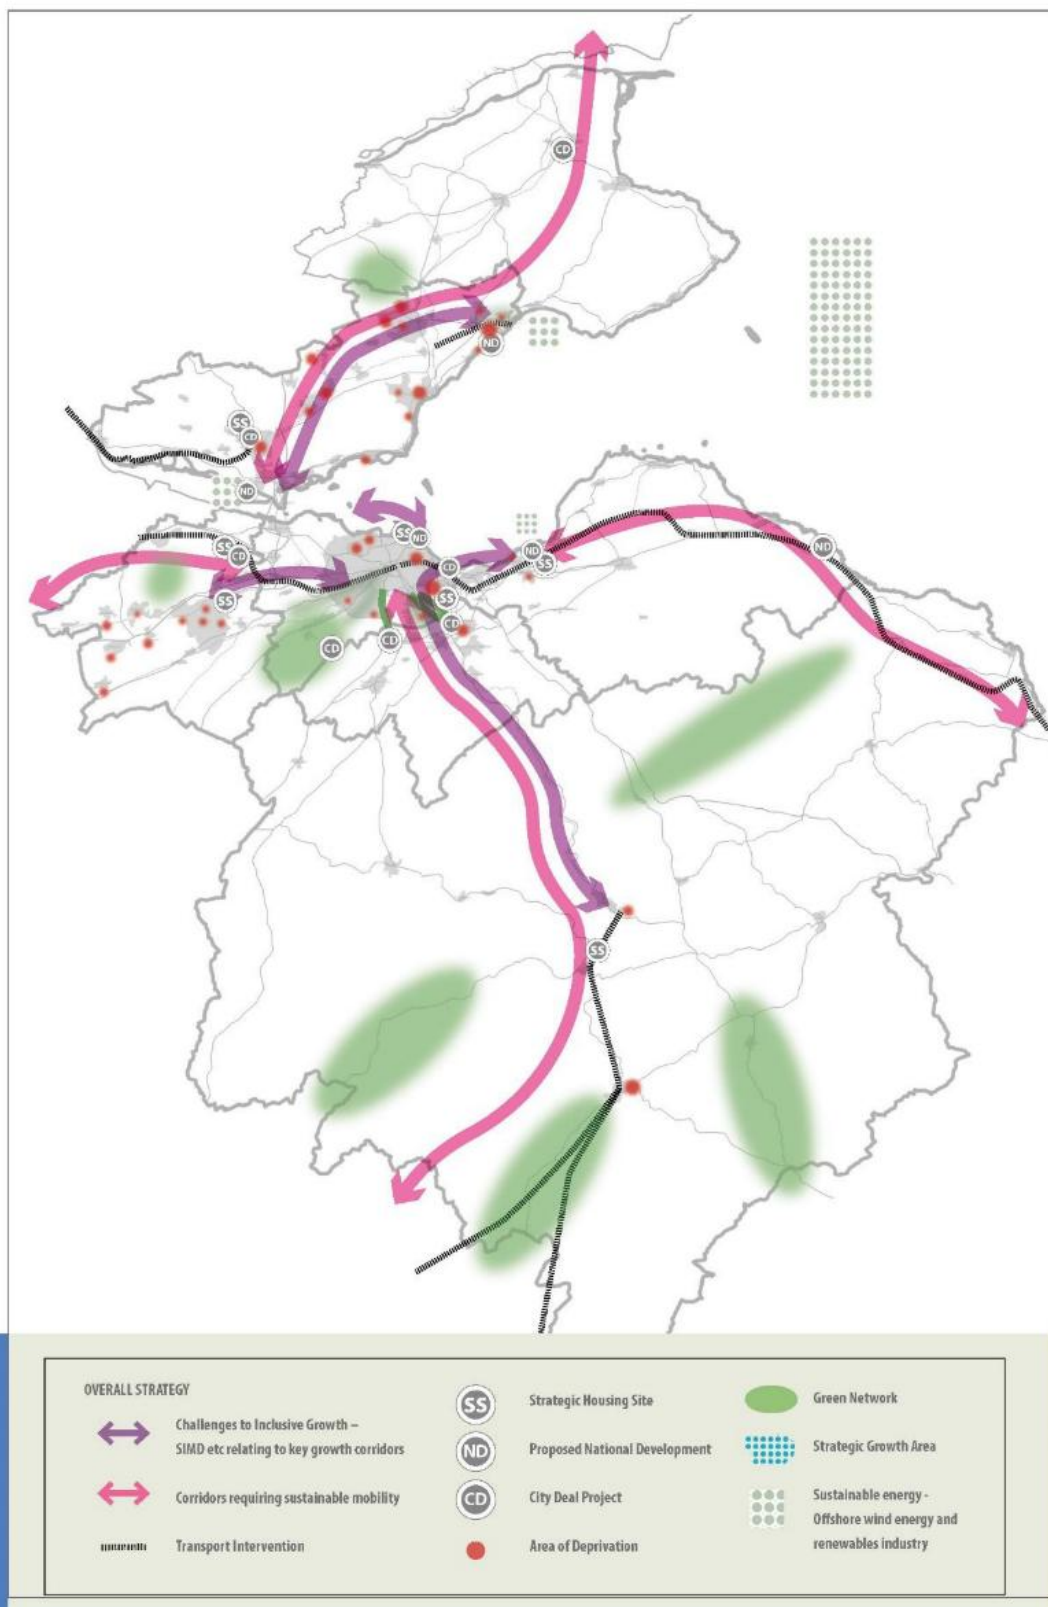 CD
ND
SS
CD
ND
SS
ND
SS
CD
ND
SS
CD
ND
SS
SS
CD
CD
CD
SS
OVERALL STRATEGY
Challenges to Inclusive Growth –
SIMD etc relating to key growth corridors
Corridors requiring sustainable mobility
Transport Intervention
SS
Strategic Housing Site
ND
Proposed National Development
CD
City Deal Project
Area of Deprivation
Green Network
Strategic Growth Area
Sustainable energy -
Offshore wind energy and
renewables industry